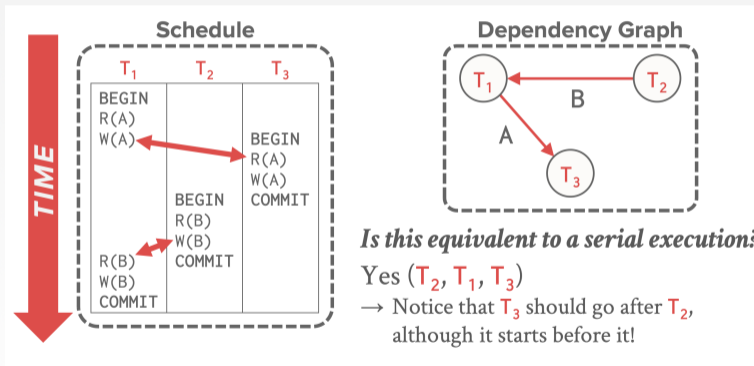 Schedule
TIME
T1 T2 T3
BEGIN
R(A)
W(A) BEGIN
R(A)
W(A)
BEGIN COMMIT
R(B)
W(B)
R(B) COMMIT
W(B)
COMMIT
Dependency Graph
T1 T2
B
A
T3
Is this equivalent to a serial execution?
Yes (T2, T1, T3)
→ Notice that T3 should go after T2,
although it starts before it!